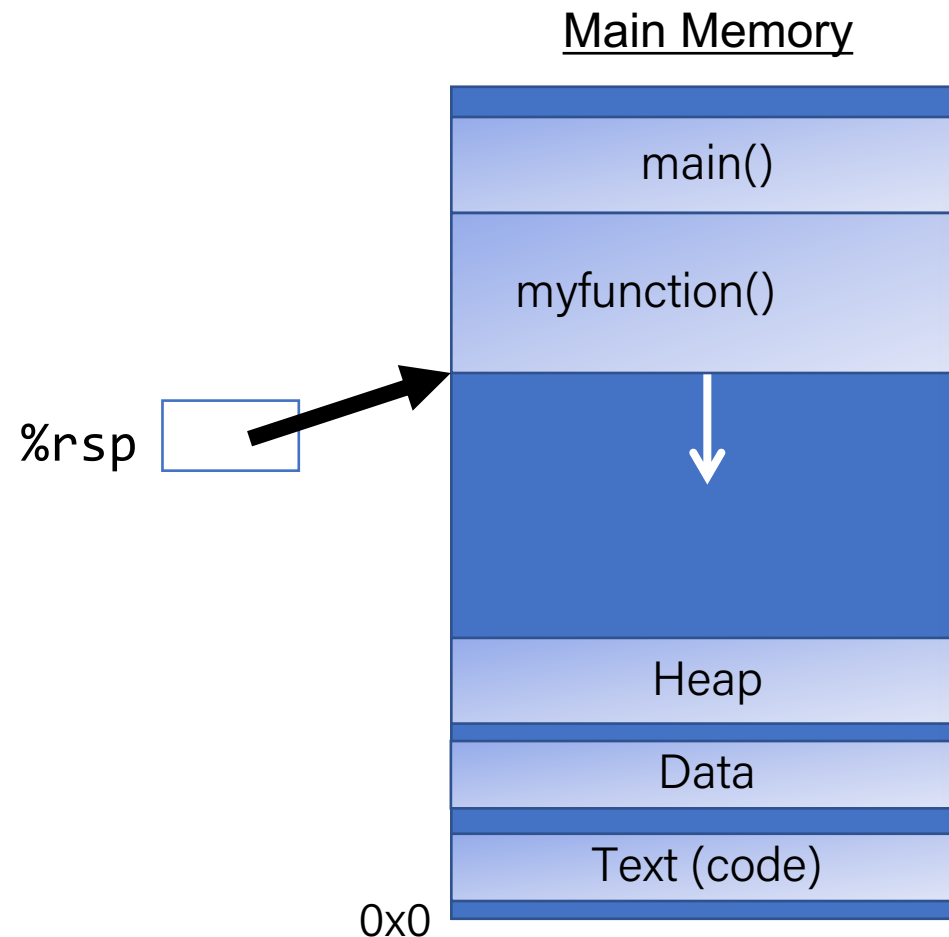 Main Memory
main()
myfunction()
%rsp
Heap
Data
Text (code)
0x0